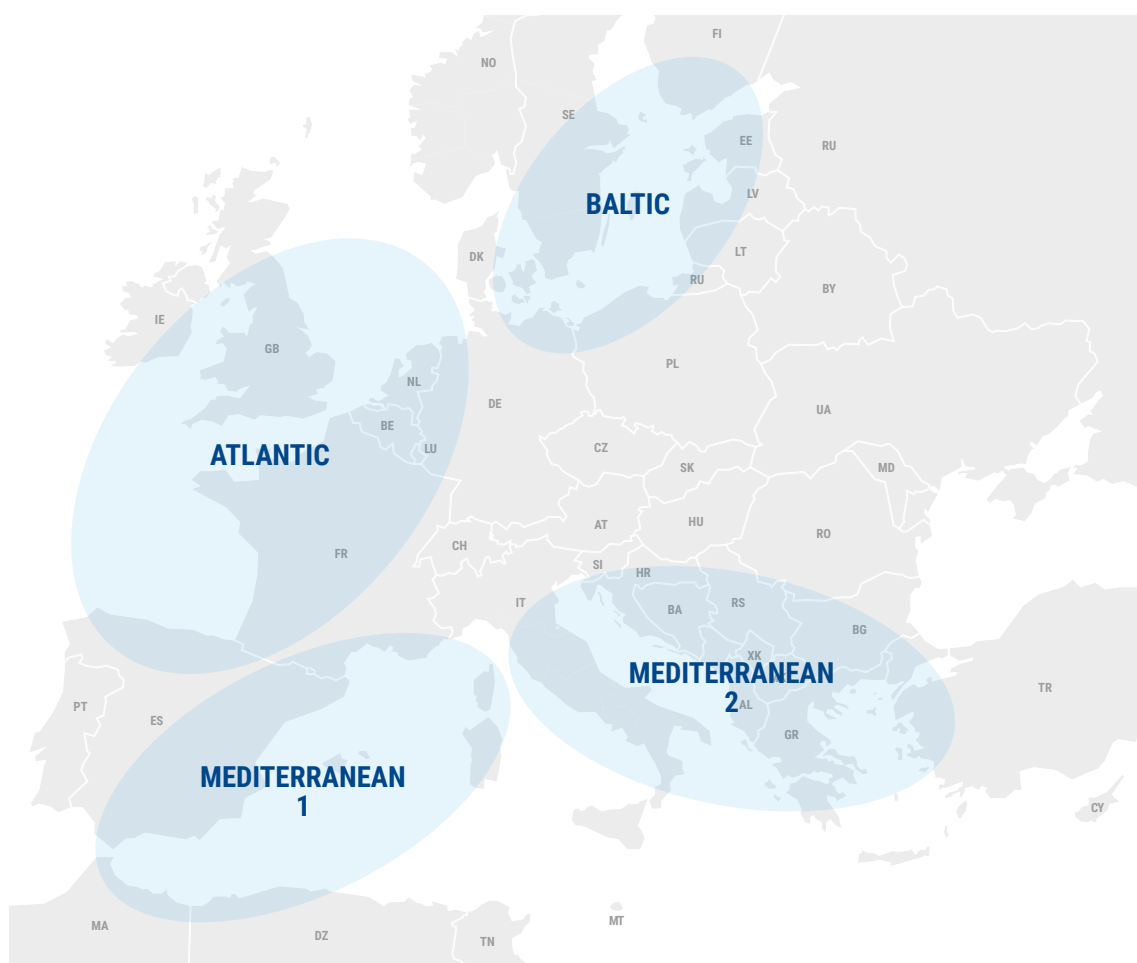 FI
NO
SE
EE
RU
LV
BALTIC
LT
DK
RU
BY
IE
GB
PL
NL
DE
UA
BE
LU
CZ
ATLANTIC
SK
MD
AT
HU
RO
CH
FR
SI
HR
IT
RS
BA
BG
XK
MEDITERRANEAN
2
AL
TR
PT
ES
GR
MEDITERRANEAN
1
CY
MA
MT
DZ
TN